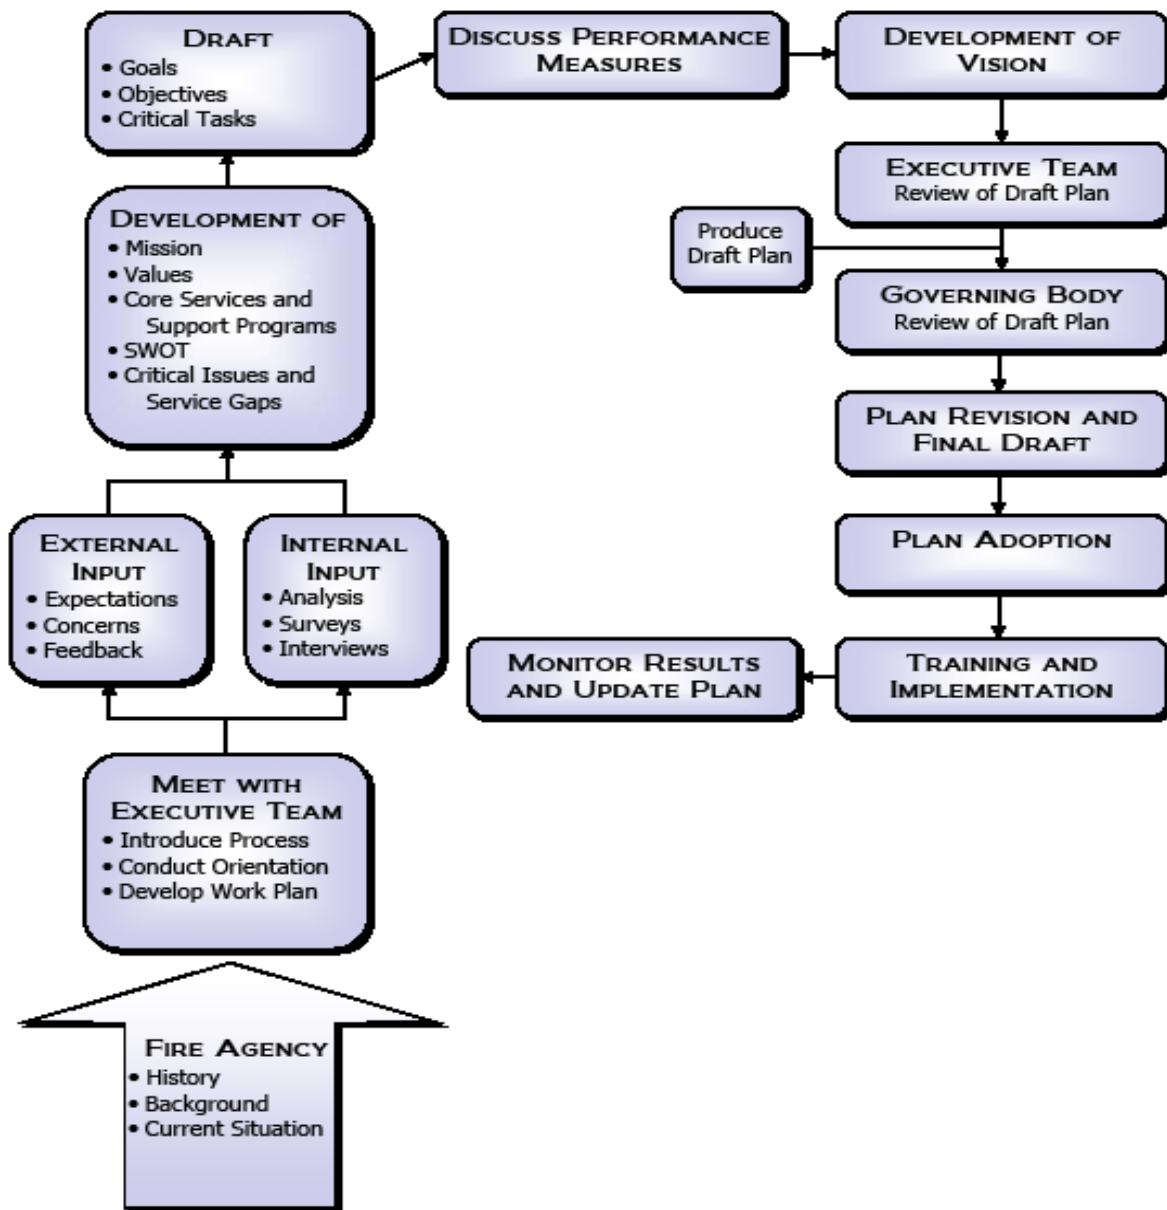 DRAFT
• Goals
• Objectives
• Critical Tasks
DISCUSS PERFORMANCE
MEASURES
DEVELOPMENT OF
VISION
EXECUTIVE TEAM
Review of Draft Plan
Produce
Draft Plan
GOVERNING BODY
Review of Draft Plan
PLAN REVISION AND
FINAL DRAFT
PLAN ADOPTION
TRAINING AND
IMPLEMENTATION
MONITOR RESULTS
AND UPDATE PLAN
DEVELOPMENT OF
• Mission
• Values
• Core Services and
Support Programs
• SWOT
• Critical Issues and
Service Gaps
EXTERNAL
INPUT
• Expectations
• Concerns
• Feedback
INTERNAL
INPUT
• Analysis
• Surveys
• Interviews
MEET WITH
EXECUTIVE TEAM
• Introduce Process
• Conduct Orientation
• Develop Work Plan
FIRE AGENCY
• History
• Background
• Current Situation